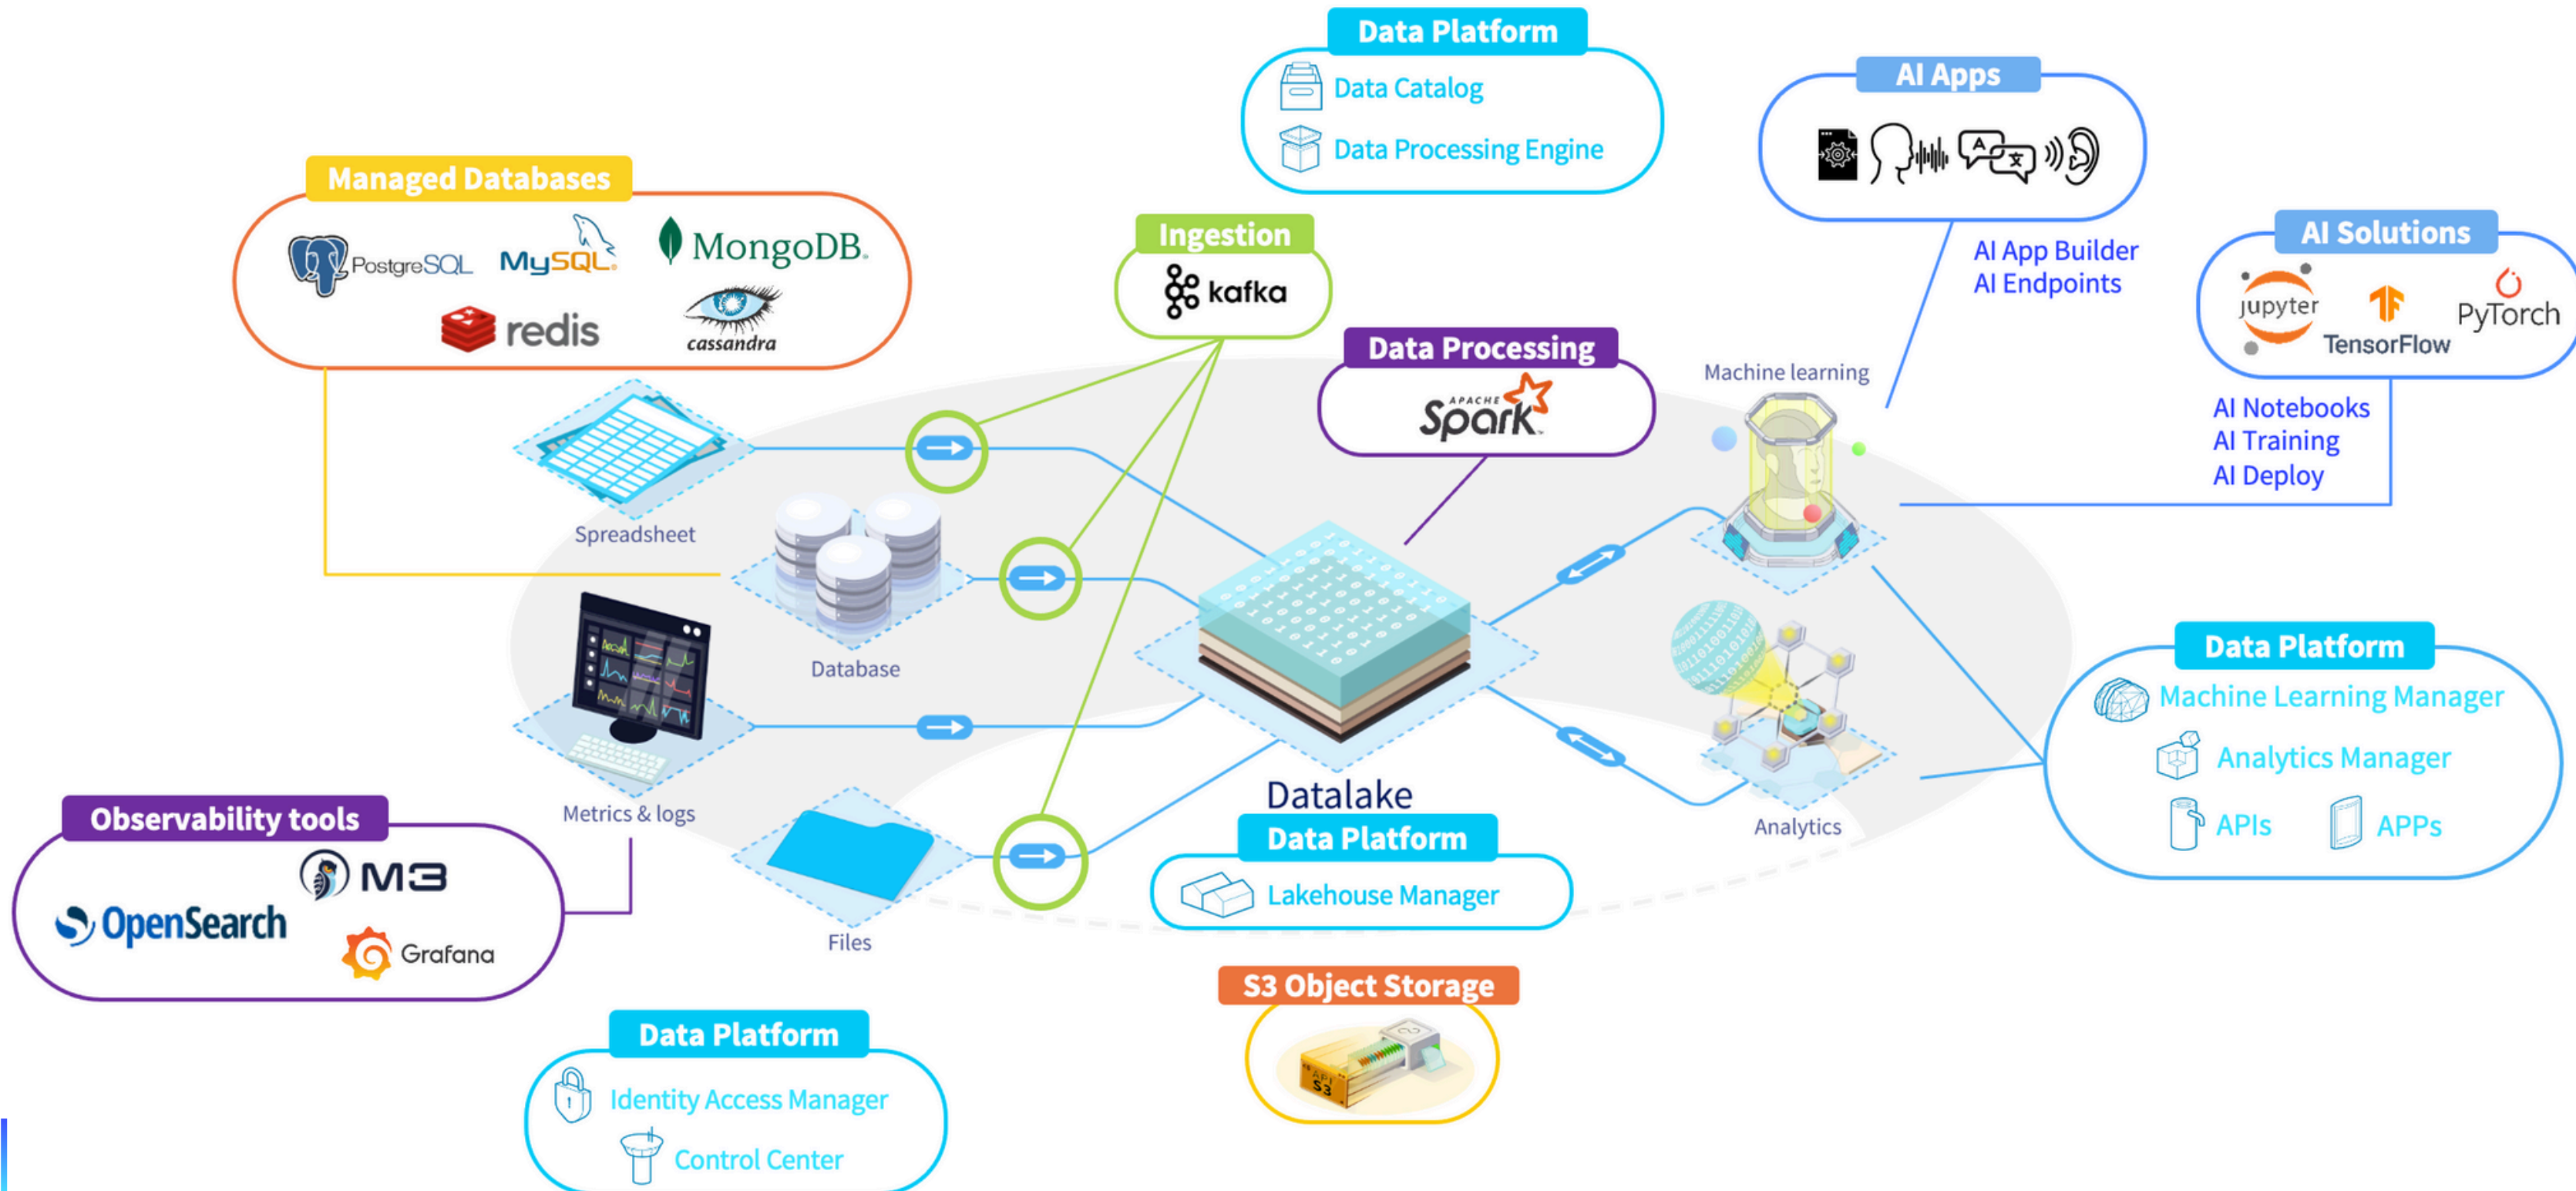 Data Platform
Data Catalog
Data Processing Engine
AI Apps
A 文
AI App Builder
AI Endpoints
AI Solutions
jupyter
TensorFlow
PyTorch
AI Notebooks
AI Training
AI Deploy
Managed Databases
PostgreSQL
MySQL
MongoDB
redis
cassandra
Ingestion
kafka
Data Processing
APACHE
Spark
Machine learning
Spreadsheet
Database
Metrics & logs
Files
Datalake
Data Platform
Lakehouse Manager
Analytics
Data Platform
Machine Learning Manager
Analytics Manager
APIs
APPs
Observability tools
M3
OpenSearch
Grafana
S3 Object Storage
API
S3
Data Platform
Identity Access Manager
Control Center